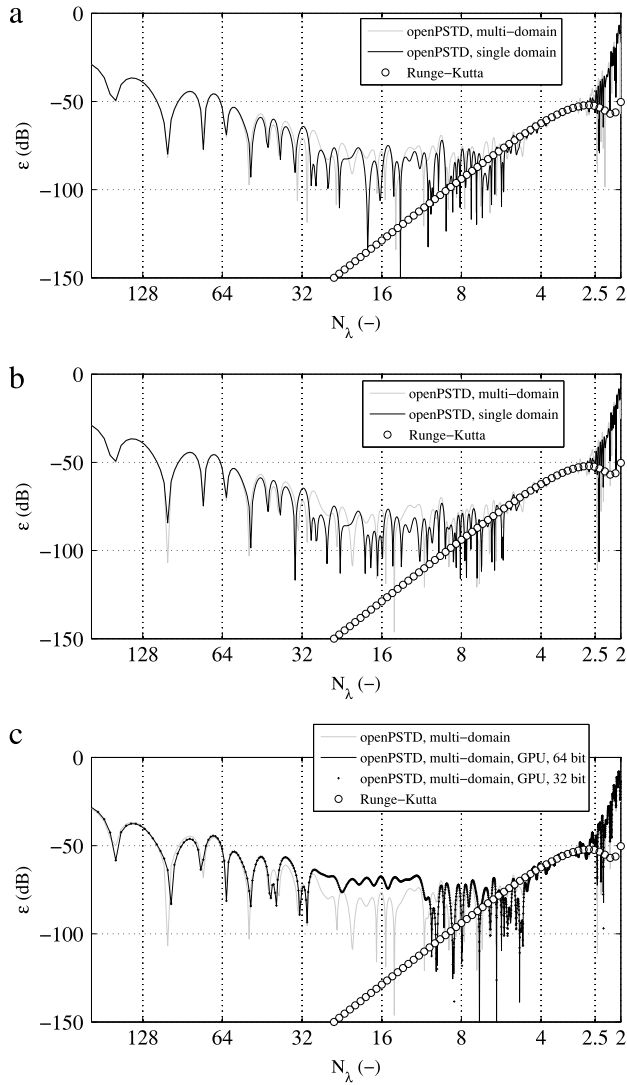 a
openPSTD, multi−domain
openPSTD, single domain
Runge−Kutta
0
−50
−100
−150
ε (dB)
128 64 32 16 8 4 2.5 2
Nλ (−)
b
openPSTD, multi−domain
openPSTD, single domain
Runge−Kutta
0
−50
−100
−150
ε (dB)
128 64 32 16 8 4 2.5 2
Nλ (−)
c
openPSTD, multi−domain
openPSTD, multi−domain, GPU, 64 bit
openPSTD, multi−domain, GPU, 32 bit
Runge−Kutta
0
−50
−100
−150
ε (dB)
128 64 32 16 8 4 2.5 2
Nλ (−)